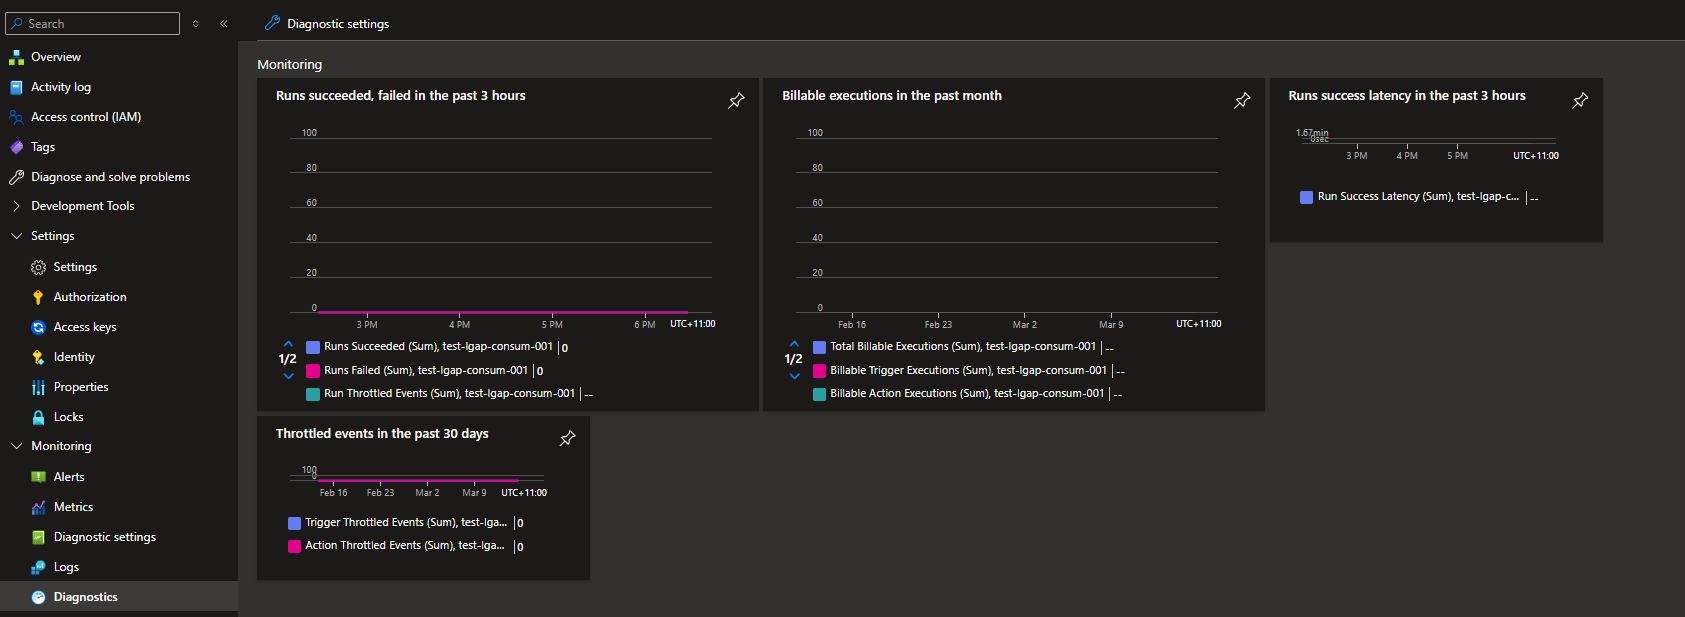 Search
Overview
Activity log
Access control (IAM)
Tags
Diagnose and solve problems
Development Tools
Settings
Settings
Authorization
Access keys
Identity
Properties
Locks
Monitoring
Alerts
Metrics
Diagnostic settings
Logs
Diagnostics
Diagnostic settings
Monitoring
Runs succeeded, failed in the past 3 hours
100
80
60
40
20
0
3 PM 4 PM 5 PM 6 PM UTC+11:00
1/2
Runs Succeeded (Sum), test-lgap-consum-001 0
Runs Failed (Sum), test-lgap-consum-001 0
Run Throttled Events (Sum), test-lgap-consum-001 --
Billable executions in the past month
100
80
60
40
20
0
Feb 16 Feb 23 Mar 2 Mar 9 UTC+11:00
1/2
Total Billable Executions (Sum), test-lgap-consum-001 --
Billable Trigger Executions (Sum), test-lgap-consum-001 --
Billable Action Executions (Sum), test-lgap-consum-001 --
Runs success latency in the past 3 hours
1.67min
0sec
3 PM 4 PM 5 PM UTC+11:00
Run Success Latency (Sum), test-lgap-c... --
Throttled events in the past 30 days
100
0
Feb 16 Feb 23 Mar 2 Mar 9 UTC+11:00
Trigger Throttled Events (Sum), test-lga... 0
Action Throttled Events (Sum), test-lga... 0